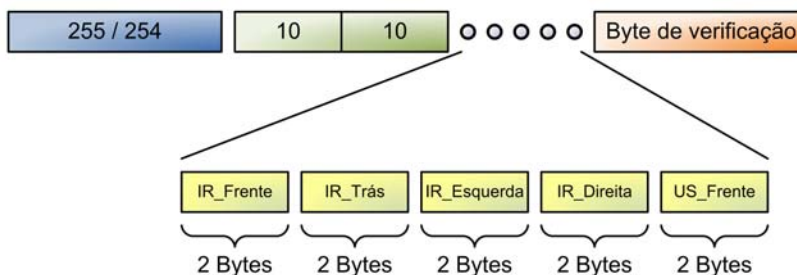 255 / 254 10 10 Byte de verificação
IR_Frente IR_Trás IR_Esquerda IR_Direita US_Frente
2 Bytes 2 Bytes 2 Bytes 2 Bytes 2 Bytes